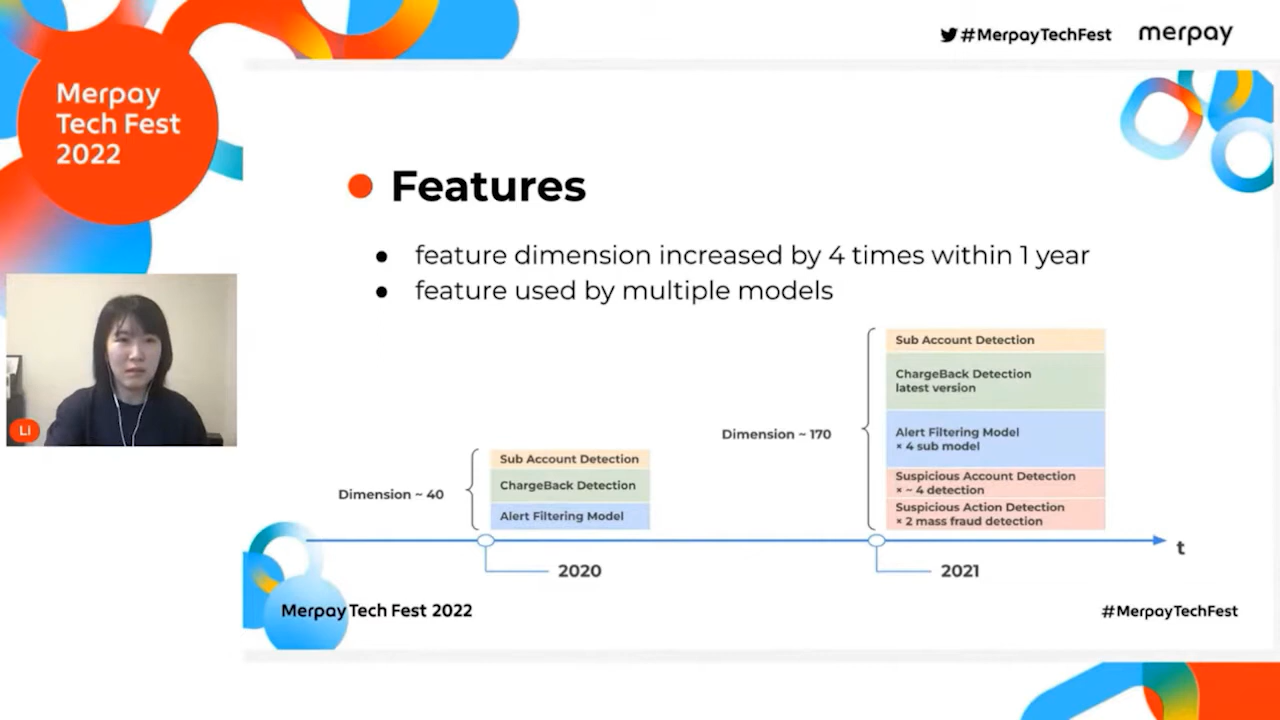 #MerpayTechFest
merpay
Merpay
Tech Fest
2022
Features
● feature dimension increased by 4 times within 1 year
● feature used by multiple models
Sub Account Detection
ChargeBack Detection
latest version
Dimension ~ 170
Alert Filtering Model
× 4 sub model
Suspicious Account Detection
× ~ 4 detection
Suspicious Action Detection
× 2 mass fraud detection
Sub Account Detection
Dimension ~ 40
ChargeBack Detection
Alert Filtering Model
t
2020
2021
LI
Merpay Tech Fest 2022
#MerpayTechFest